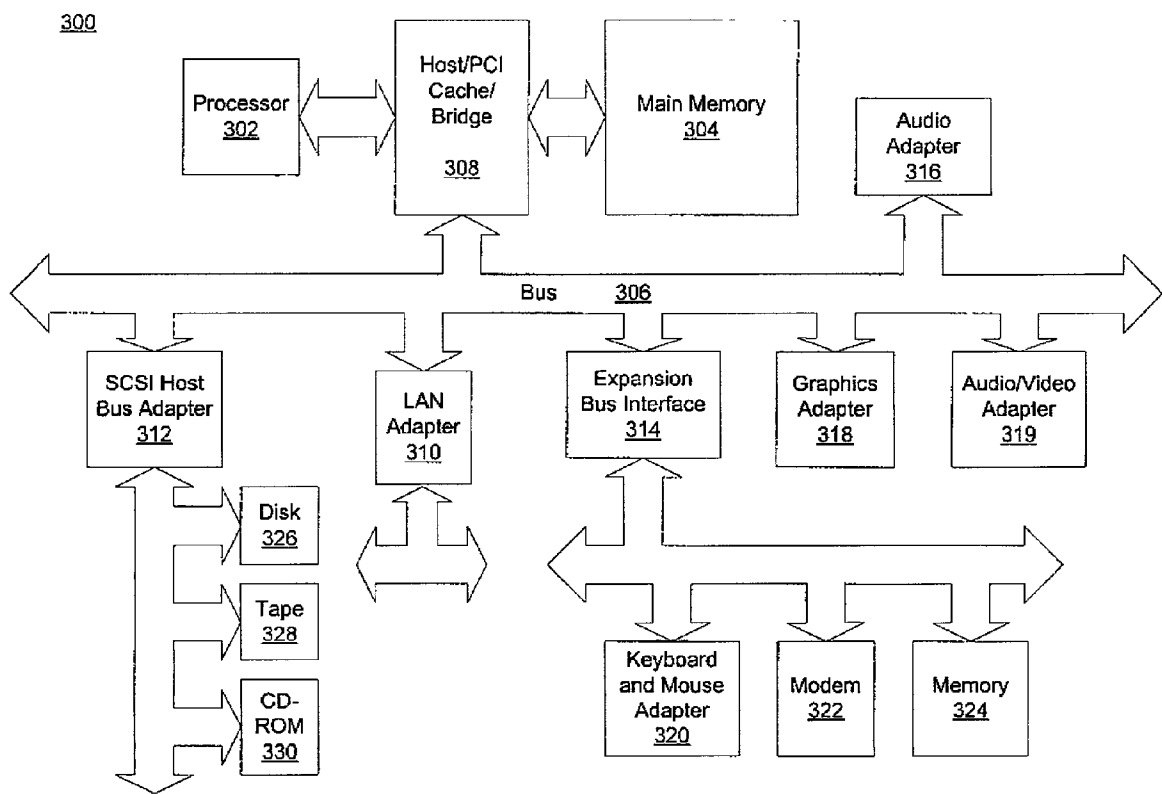 300
Processor
302
Host/PCI
Cache/
Bridge
308
Main Memory
304
Audio
Adapter
316
Bus 306
SCSI Host
Bus Adapter
312
LAN
Adapter
310
Expansion
Bus Interface
314
Graphics
Adapter
318
Audio/Video
Adapter
319
Disk
326
Tape
328
CD-
ROM
330
Keyboard
and Mouse
Adapter
320
Modem
322
Memory
324